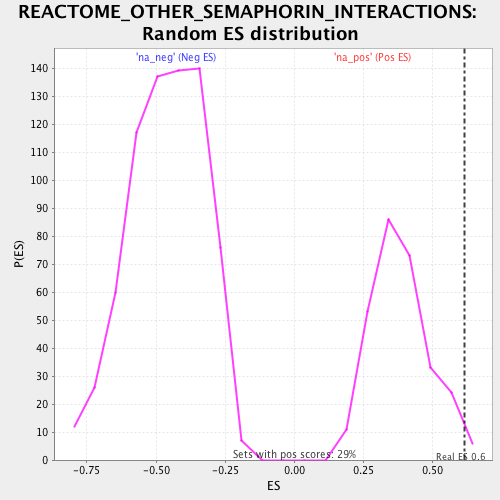 REACTOME_OTHER_SEMAPHORIN_INTERACTIONS:
Random ES distribution
'na_neg' (Neg ES) 'na_pos' (Pos ES)
140
130
120
110
100
90
80
70
60
50
40
30
20
10
0
P(ES)
Sets with pos scores: 29%
Real ES 0.6
-0.75 -0.50 -0.25 0.00 0.25 0.50
ES